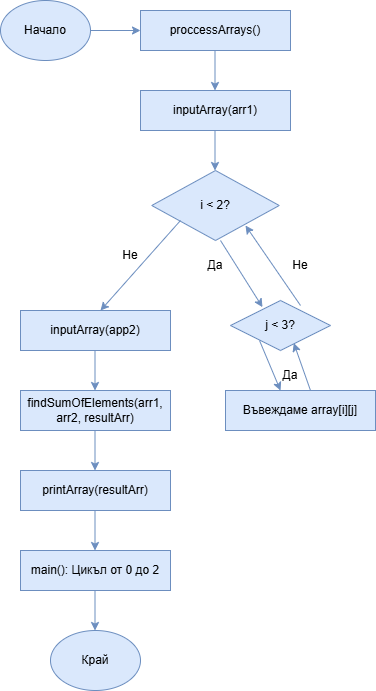 Начало
proccessArrays()
inputArray(arr1)
i < 2?
Не
Да
Не
inputArray(app2)
j < 3?
Да
findSumOfElements(arr1,
arr2, resultArr)
Въвеждаме array[i][j]
printArray(resultArr)
main(): Цикъл от 0 до 2
Край